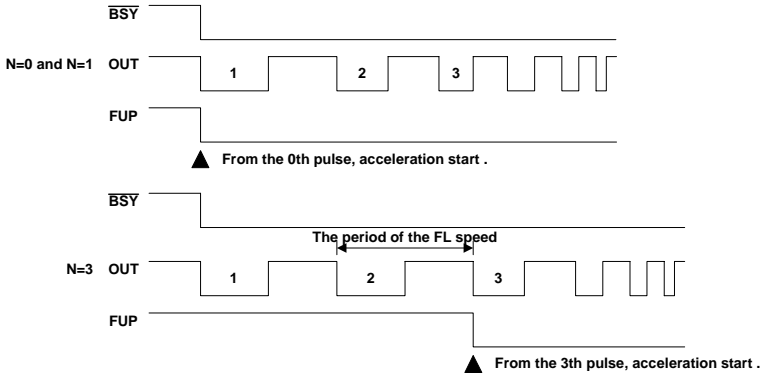 BSY
N=0 and N=1 OUT 1 2 3
FUP
From the 0th pulse, acceleration start .
BSY
The period of the FL speed
N=3 OUT 1 2 3
FUP
From the 3th pulse, acceleration start .